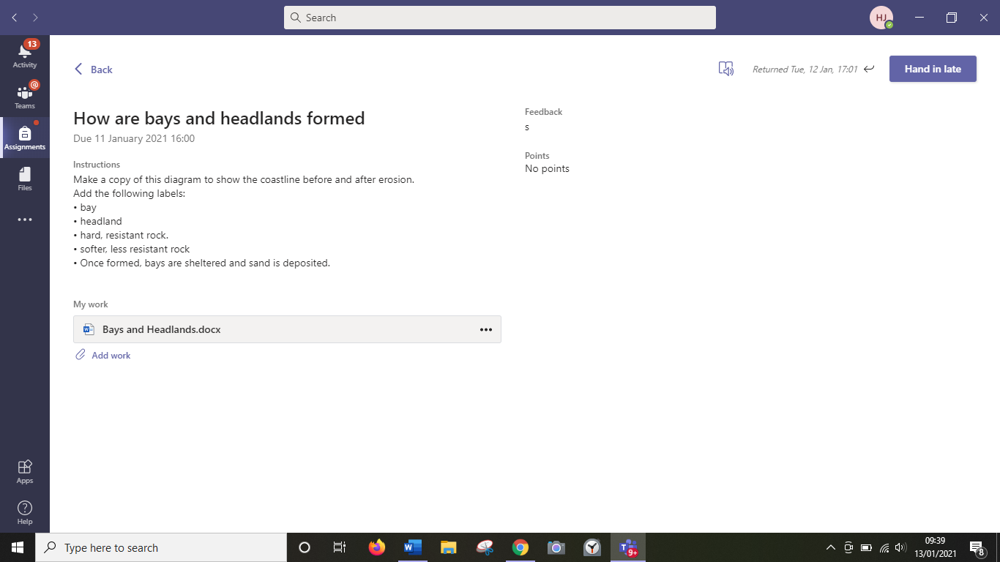 Search
HJ
13
Activity
@
Teams
Assignments
Files
Back
Returned Tue, 12 Jan, 17:01
Hand in late
How are bays and headlands formed
Due 11 January 2021 16:00
Instructions
Make a copy of this diagram to show the coastline before and after erosion.
Add the following labels:
• bay
• headland
• hard, resistant rock.
• softer, less resistant rock
• Once formed, bays are sheltered and sand is deposited.
My work
Bays and Headlands.docx
Add work
Feedback
s
Points
No points
Apps
Help
Type here to search
9+
09:39
13/01/2021
8